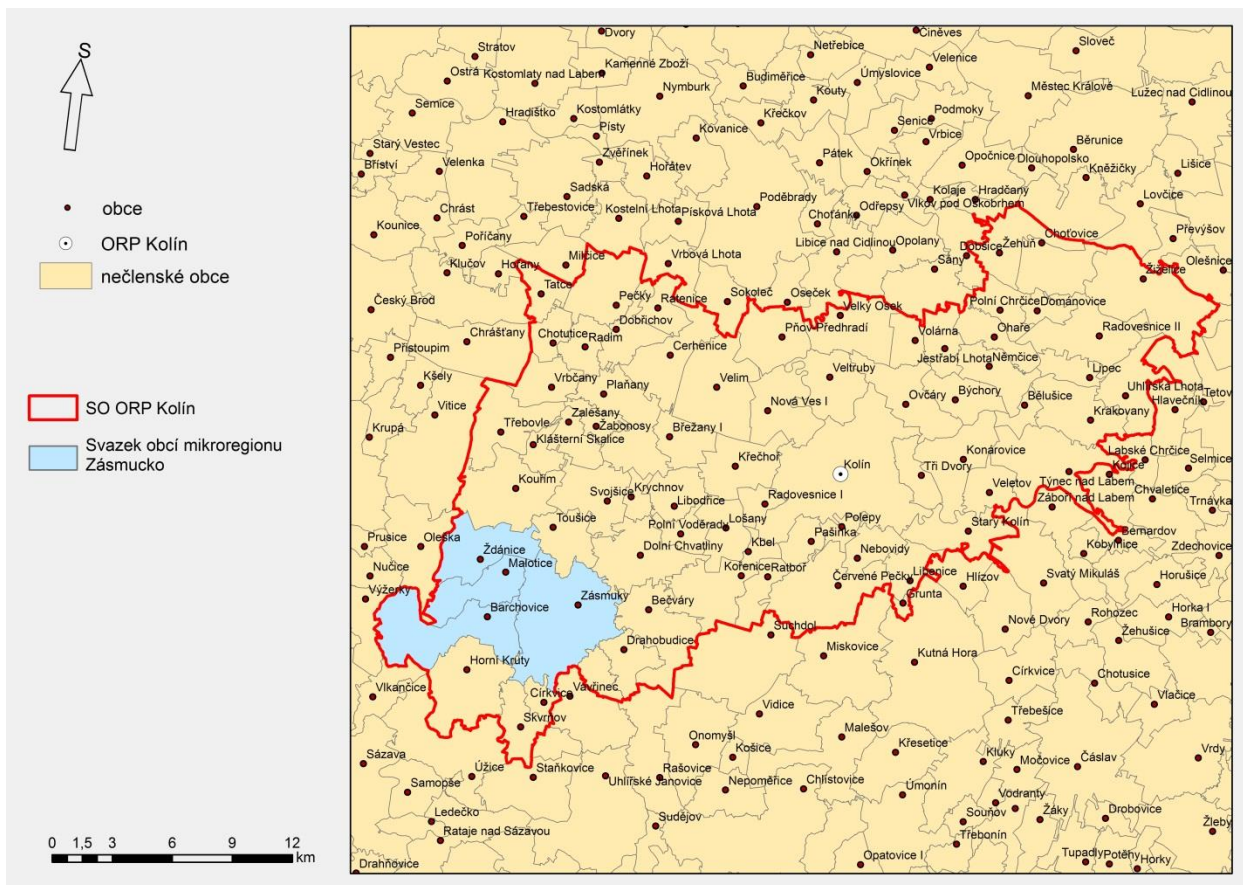 S
obce
ORP Kolín
nečlenské obce
SO ORP Kolín
Svazek obcí mikroregionu
Zásmucko
0 1,5 3 6 9 12
km
Dvory
Činěves
Stratov
Netřebice
Sloveč
Ostrá
Kostomlaty nad Labem
Kamenné Zboží
Budiměřice
Úmyslovice
Velenice
Nymburk
Kouty
Městec Králové
Lužec nad Cidlinou
Semice
Hradištko
Kostomlátky
Křečkov
Podmoky
Písty
Kovanice
Senice
Vrbice
Starý Vestec
Běrunice
Bříství
Velenka
Zvěřínek
Hořátev
Pátek
Okřínek
Opočnice
Dlouhopolsko
Kněžičky
Lišice
Sadská
Kolaje
Hradčany
Lovčice
Chrást
Třebestovice
Kostelní Lhota
Písková Lhota
Poděbrady
Choťánky
Odřepsy
Vlkov pod Oškobrhem
Kounice
Poříčany
Libice nad Cidlinou
Opolany
Dobšice
Žehuň
Choťovice
Převýšov
Klučov
Hořany
Milčice
Vrbová Lhota
Sány
Žiželice
Olešnice
Tatce
Český Brod
Pečky
Ratenice
Sokoleč
Oseček
Velký Osek
Polní Chrčice
Dománovice
Chrášťany
Chotutice
Radim
Dobřichov
Pňov-Předhradí
Volárna
Ohaře
Radovesnice II
Přistoupim
Cerhenice
Jestřabí Lhota
Němčice
Kšely
Vrbčany
Plaňany
Velim
Veltruby
Lipec
Uhlířská Lhota
Hlavečník
Tetov
Vitice
Nová Ves I
Ovčáry
Býchory
Bělušice
Krakovany
Krupá
Třebovle
Zalešany
Žabonosy
Břežany I
Klášterní Skalice
Křečhoř
Kolín
Tři Dvory
Konárovice
Labské Chrčice
Selmice
Kojice
Kouřim
Svojšice
Krychnov
Libodřice
Radovesnice I
Veletov
Týnec nad Labem
Záboří nad Labem
Chvaletice
Trnávka
Toušice
Polní Voděrady
Lošany
Pašinka
Polepy
Starý Kolín
Bernardov
Prusice
Oleška
Ždánice
Malotice
Dolní Chvatliny
Kbel
Nebovidy
Kobylnice
Zdechovice
Nučice
Kořenice
Ratboř
Červené Pečky
Libenice
Hlízov
Svatý Mikuláš
Horušice
Výžerky
Barchovice
Zásmuky
Bečváry
Grunta
Nové Dvory
Rohozec
Horka I
Suchdol
Žehušice
Brambory
Drahobudice
Miskovice
Kutná Hora
Horní Kruty
Církvice
Chotusice
Vlkančice
Církvice
Vavřinec
Vlačice
Skvrňov
Vidice
Třebešice
Malešov
Onomyšl
Košice
Křesetice
Kluky
Močovice
Čáslav
Vrdy
Sázava
Samopše
Úžice
Staňkovice
Uhlířské Janovice
Rašovice
Nepoměřice
Chlístovice
Úmonín
Vodranty
Ledečko
Sudějov
Souňov
Žáky
Drobovice
Rataje nad Sázavou
Třebonín
Žleby
Drahňovice
Opatovice I
Tupadly
Potěhy
Horky